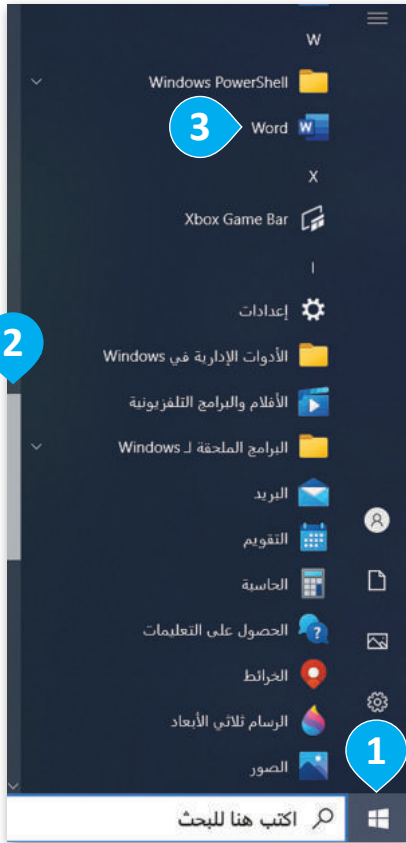 W
Windows PowerShell
3
Word
X
Xbox Game Bar
ا
إعدادات
2
الأدوات الإدارية في Windows
الأفلام والبرامج التلفزيونية
البرامج الملحقة لـ Windows
البريد
التقويم
الحاسبة
الحصول على التعليمات
الخرائط
الرسام ثلاثي الأبعاد
1
الصور
اكتب هنا للبحث